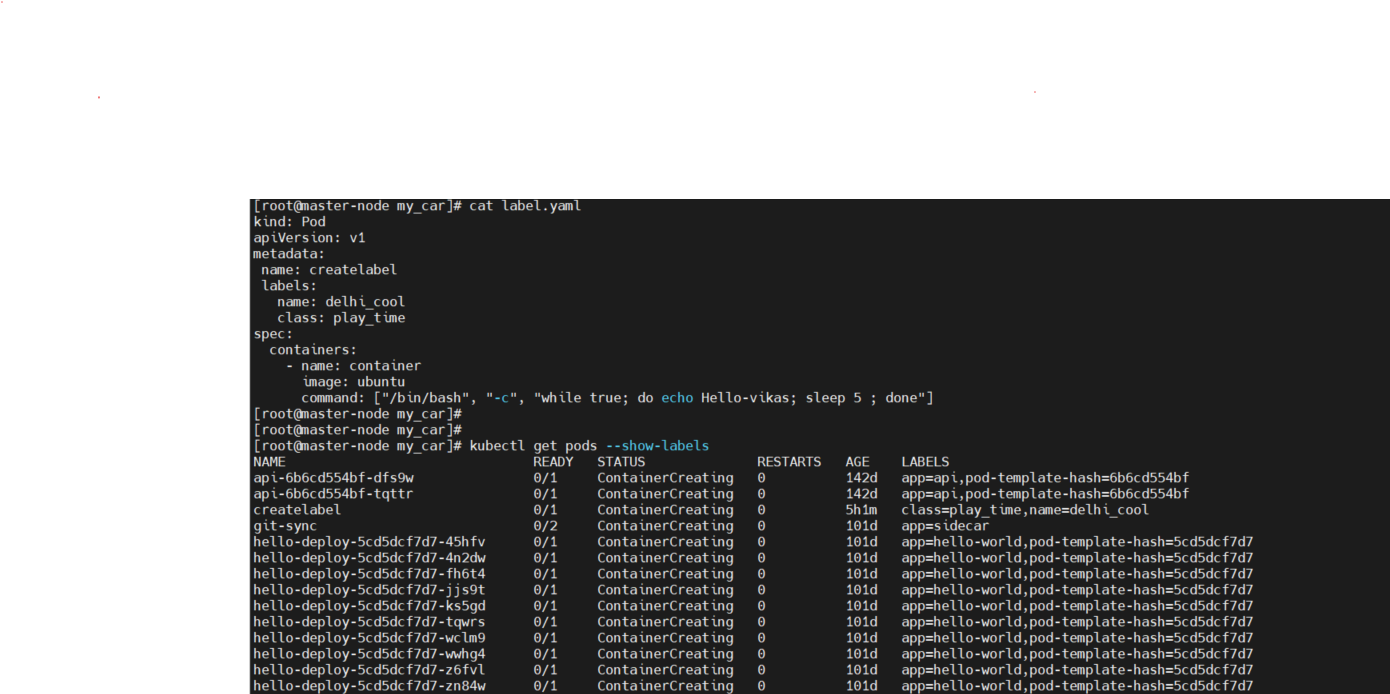 [root@master-node my_car]# cat label.yaml
kind: Pod
apiVersion: v1
metadata:
 name: createlabel
 labels:
   name: delhi_cool
   class: play_time
spec:
  containers:
    - name: container
      image: ubuntu
      command: ["/bin/bash", "-c", "while true; do echo Hello-vikas; sleep 5 ; done"]
[root@master-node my_car]#
[root@master-node my_car]#
[root@master-node my_car]# kubectl get pods --show-labels
NAME                               READY   STATUS              RESTARTS   AGE    LABELS
api-6b6cd554bf-dfs9w               0/1     ContainerCreating   0          142d   app=api,pod-template-hash=6b6cd554bf
api-6b6cd554bf-tqttr               0/1     ContainerCreating   0          142d   app=api,pod-template-hash=6b6cd554bf
createlabel                        0/1     ContainerCreating   0          5h1m   class=play_time,name=delhi_cool
git-sync                           0/2     ContainerCreating   0          101d   app=sidecar
hello-deploy-5cd5dcf7d7-45hfv      0/1     ContainerCreating   0          101d   app=hello-world,pod-template-hash=5cd5dcf7d7
hello-deploy-5cd5dcf7d7-4n2dw      0/1     ContainerCreating   0          101d   app=hello-world,pod-template-hash=5cd5dcf7d7
hello-deploy-5cd5dcf7d7-fh6t4      0/1     ContainerCreating   0          101d   app=hello-world,pod-template-hash=5cd5dcf7d7
hello-deploy-5cd5dcf7d7-jjs9t      0/1     ContainerCreating   0          101d   app=hello-world,pod-template-hash=5cd5dcf7d7
hello-deploy-5cd5dcf7d7-ks5gd      0/1     ContainerCreating   0          101d   app=hello-world,pod-template-hash=5cd5dcf7d7
hello-deploy-5cd5dcf7d7-tqwrs      0/1     ContainerCreating   0          101d   app=hello-world,pod-template-hash=5cd5dcf7d7
hello-deploy-5cd5dcf7d7-wclm9      0/1     ContainerCreating   0          101d   app=hello-world,pod-template-hash=5cd5dcf7d7
hello-deploy-5cd5dcf7d7-wwhg4      0/1     ContainerCreating   0          101d   app=hello-world,pod-template-hash=5cd5dcf7d7
hello-deploy-5cd5dcf7d7-z6fvl      0/1     ContainerCreating   0          101d   app=hello-world,pod-template-hash=5cd5dcf7d7
hello-deploy-5cd5dcf7d7-zn84w      0/1     ContainerCreating   0          101d   app=hello-world,pod-template-hash=5cd5dcf7d7